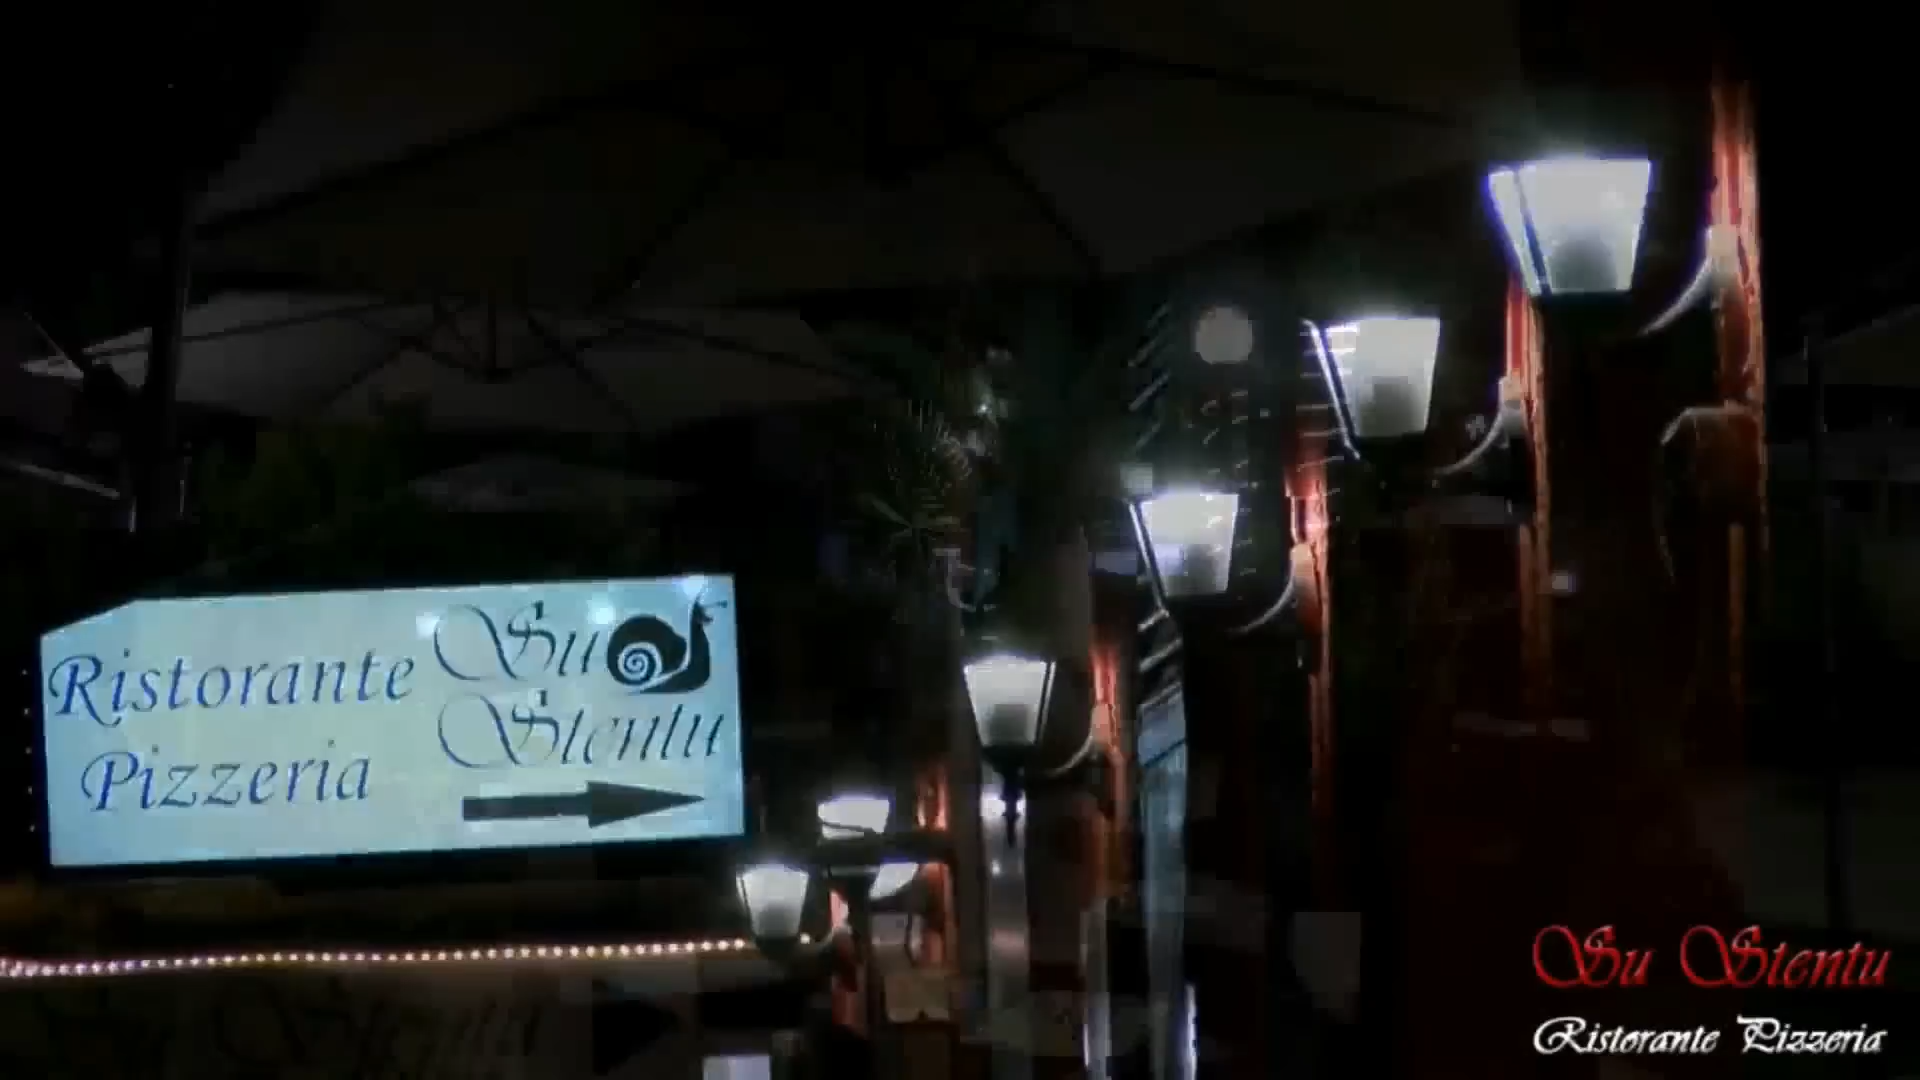 Ristorante
Pizzeria
Su
Stentu
Su Stentu
Ristorante Pizzeria